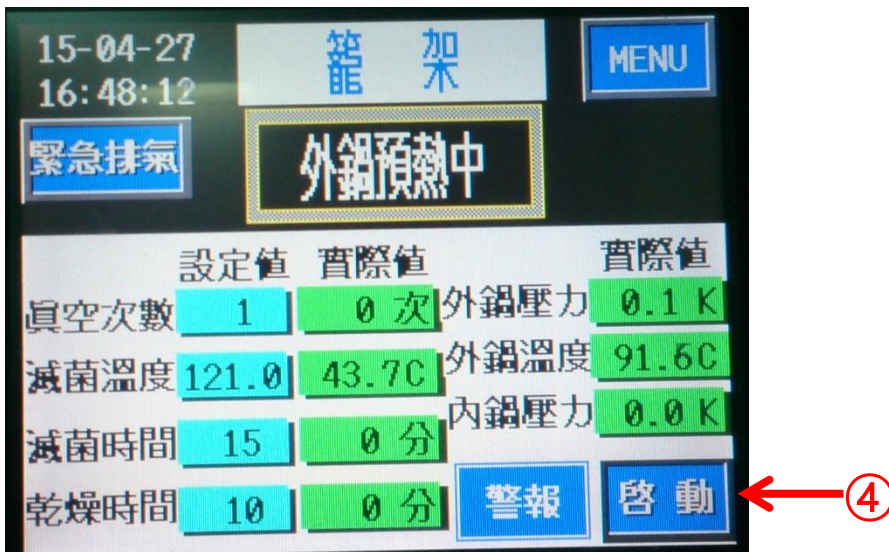 15-04-27
16:48:12
籠 架
MENU
緊急排氣
外鍋預熱中
設定值 實際值 實際值
真空次數 1 0 次 外鍋壓力 0.1 K
滅菌溫度 121.0 43.7C 外鍋溫度 91.6C
內鍋壓力 0.0 K
滅菌時間 15 0 分
乾燥時間 10 0 分 警報 啓 動
④